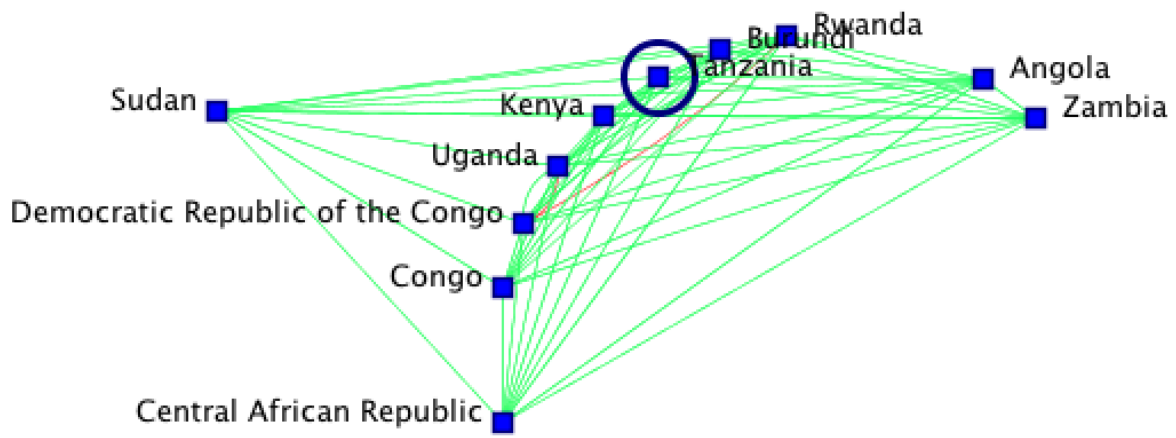 Rwanda
Burundi
Tanzania
Angola
Sudan
Kenya
Zambia
Uganda
Democratic Republic of the Congo
Congo
Central African Republic